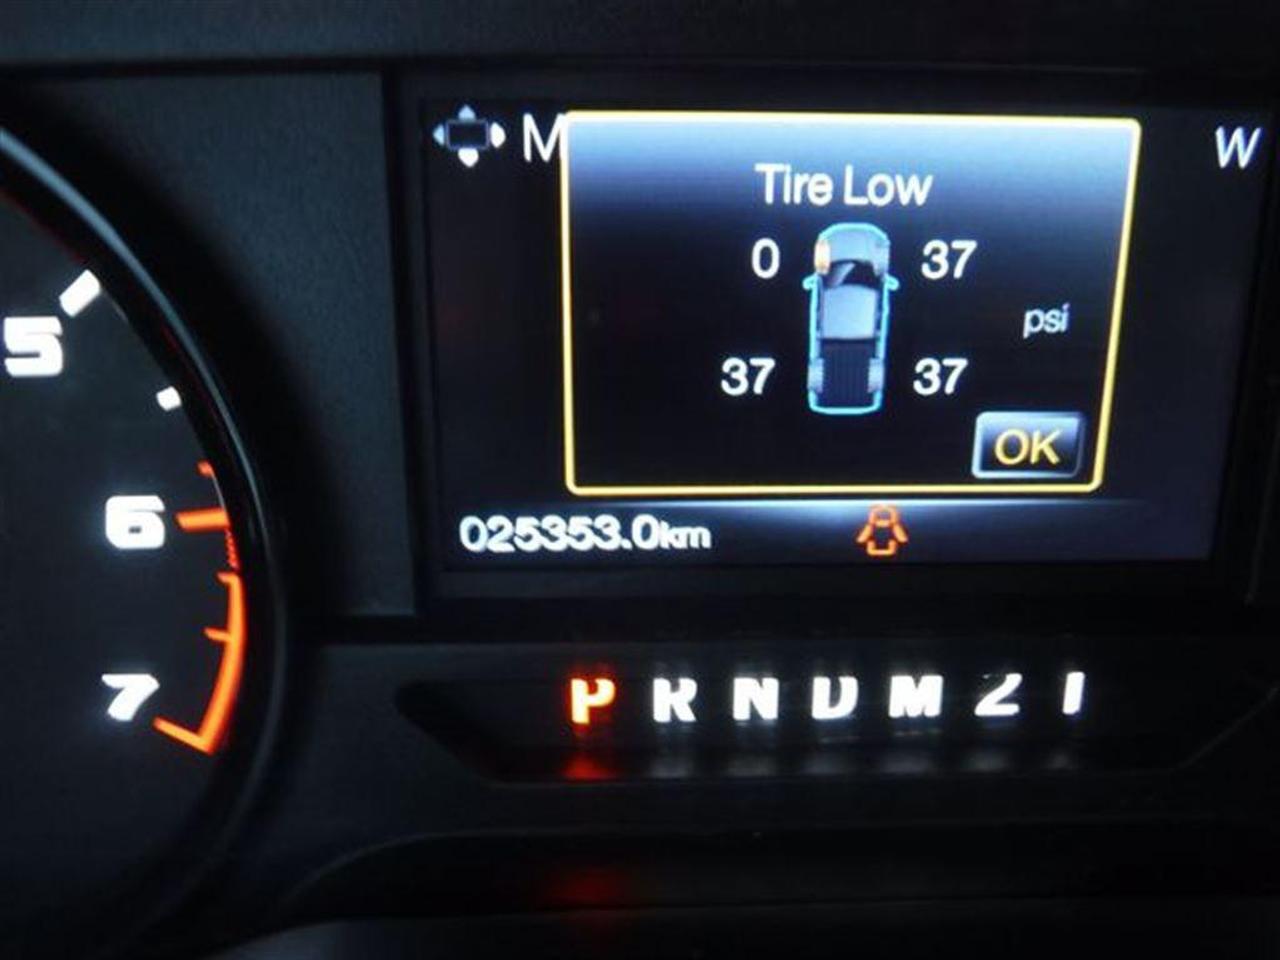 M
W
Tire Low
0 37
psi
37 37
OK
025353.0km
5
6
7
P R N D M 2 1